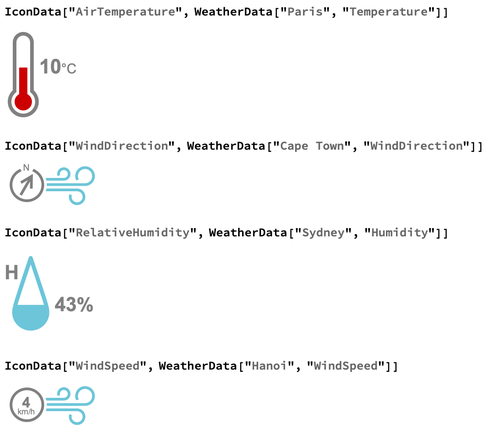 IconData["AirTemperature", WeatherData["Paris", "Temperature"]]
10°C
IconData["WindDirection", WeatherData["Cape Town", "WindDirection"]]
N
IconData["RelativeHumidity", WeatherData["Sydney", "Humidity"]]
H
43%
IconData["WindSpeed", WeatherData["Hanoi", "WindSpeed"]]
4
km/h